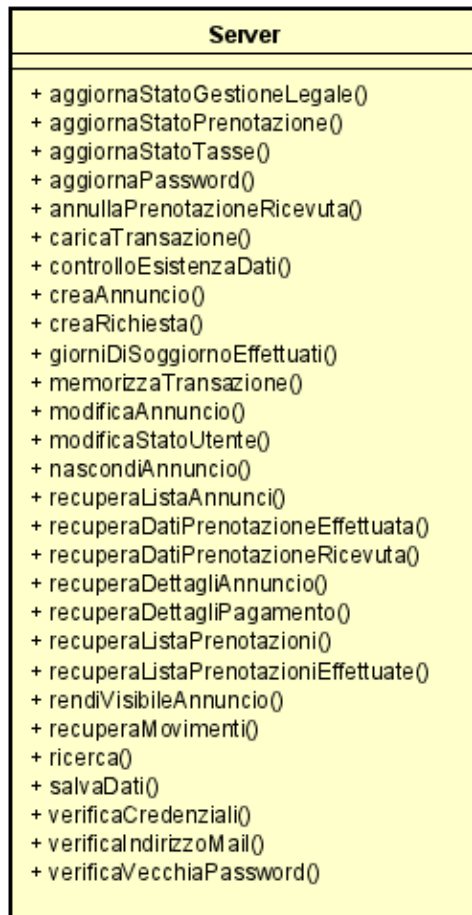 Server
+ aggiornaStatoGestioneLegale()
+ aggiornaStatoPrenotazione()
+ aggiornaStatoTasse()
+ aggiornaPassword()
+ annullaPrenotazioneRicevuta()
+ caricaTransazione()
+ controlloEsistenzaDati()
+ creaAnnuncio()
+ creaRichiesta()
+ giorniDiSoggiornoEffettuati()
+ memorizzaTransazione()
+ modificaAnnuncio()
+ modificaStatoUtente()
+ nascondiAnnuncio()
+ recuperaListaAnnunci()
+ recuperaDatiPrenotazioneEffettuata()
+ recuperaDatiPrenotazioneRicevuta()
+ recuperaDettagliAnnuncio()
+ recuperaDettagliPagamento()
+ recuperaListaPrenotazioni()
+ recuperaListaPrenotazioniEffettuate()
+ rendiVisibileAnnuncio()
+ recuperaMovimenti()
+ ricerca()
+ salvaDati()
+ verificaCredenziali()
+ verificaIndirizzoMail()
+ verificaVecchiaPassword()